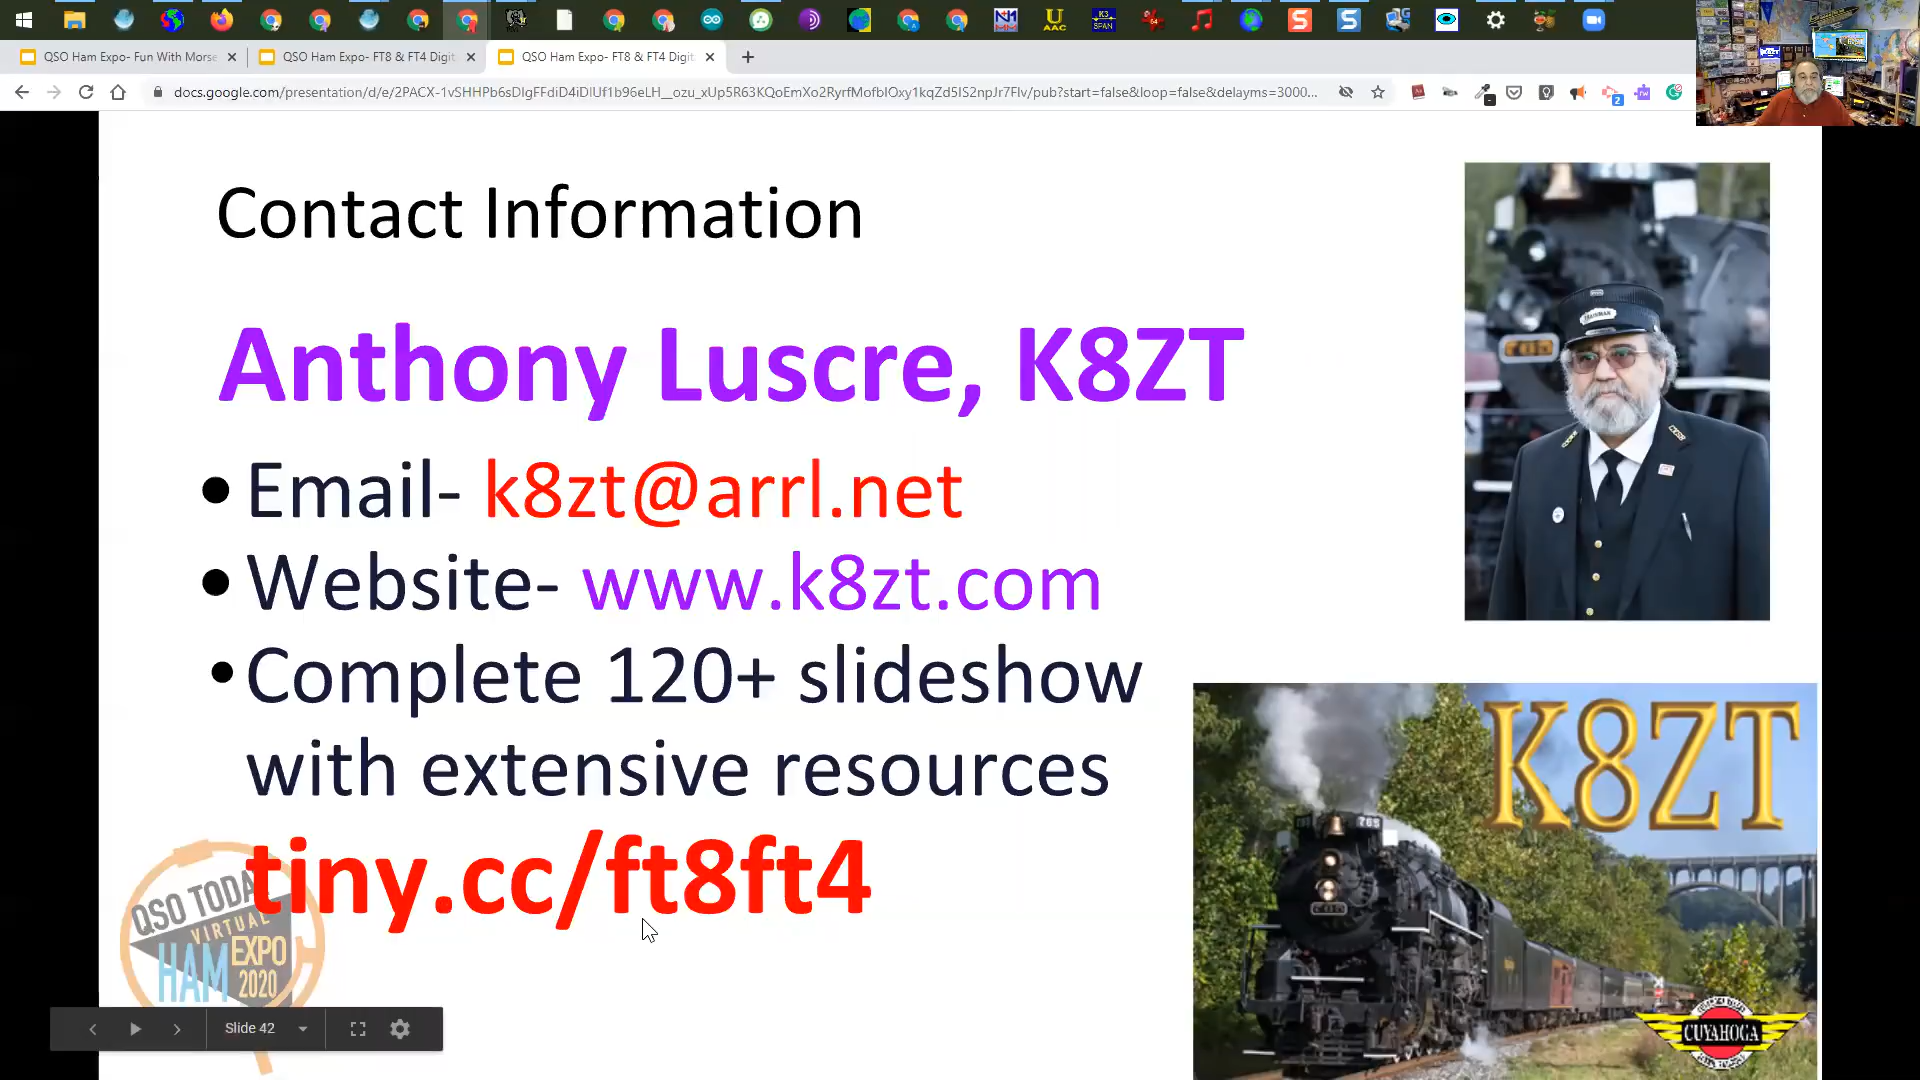 QSO Ham Expo- Fun With Morse
QSO Ham Expo- FT8 & FT4 Digit
QSO Ham Expo- FT8 & FT4 Digit
docs.google.com/presentation/d/e/2PACX-1vSHHPb6sDIgFFdiD4iDlUf1b96eLH__ozu_xUp5R63KQoEmXo2RyrfMofbIOxy1kqZd5IS2npJr7Flv/pub?start=false&loop=false&delayms=3000...
Contact Information
Anthony Luscre, K8ZT
Email- k8zt@arrl.net
Website- www.k8zt.com
Complete 120+ slideshow
with extensive resources
tiny.cc/ft8ft4
QSO TODAY
VIRTUAL
HAM EXPO
2020
Slide 42
TRAINMAN
K8ZT
765
CUYAHOGA